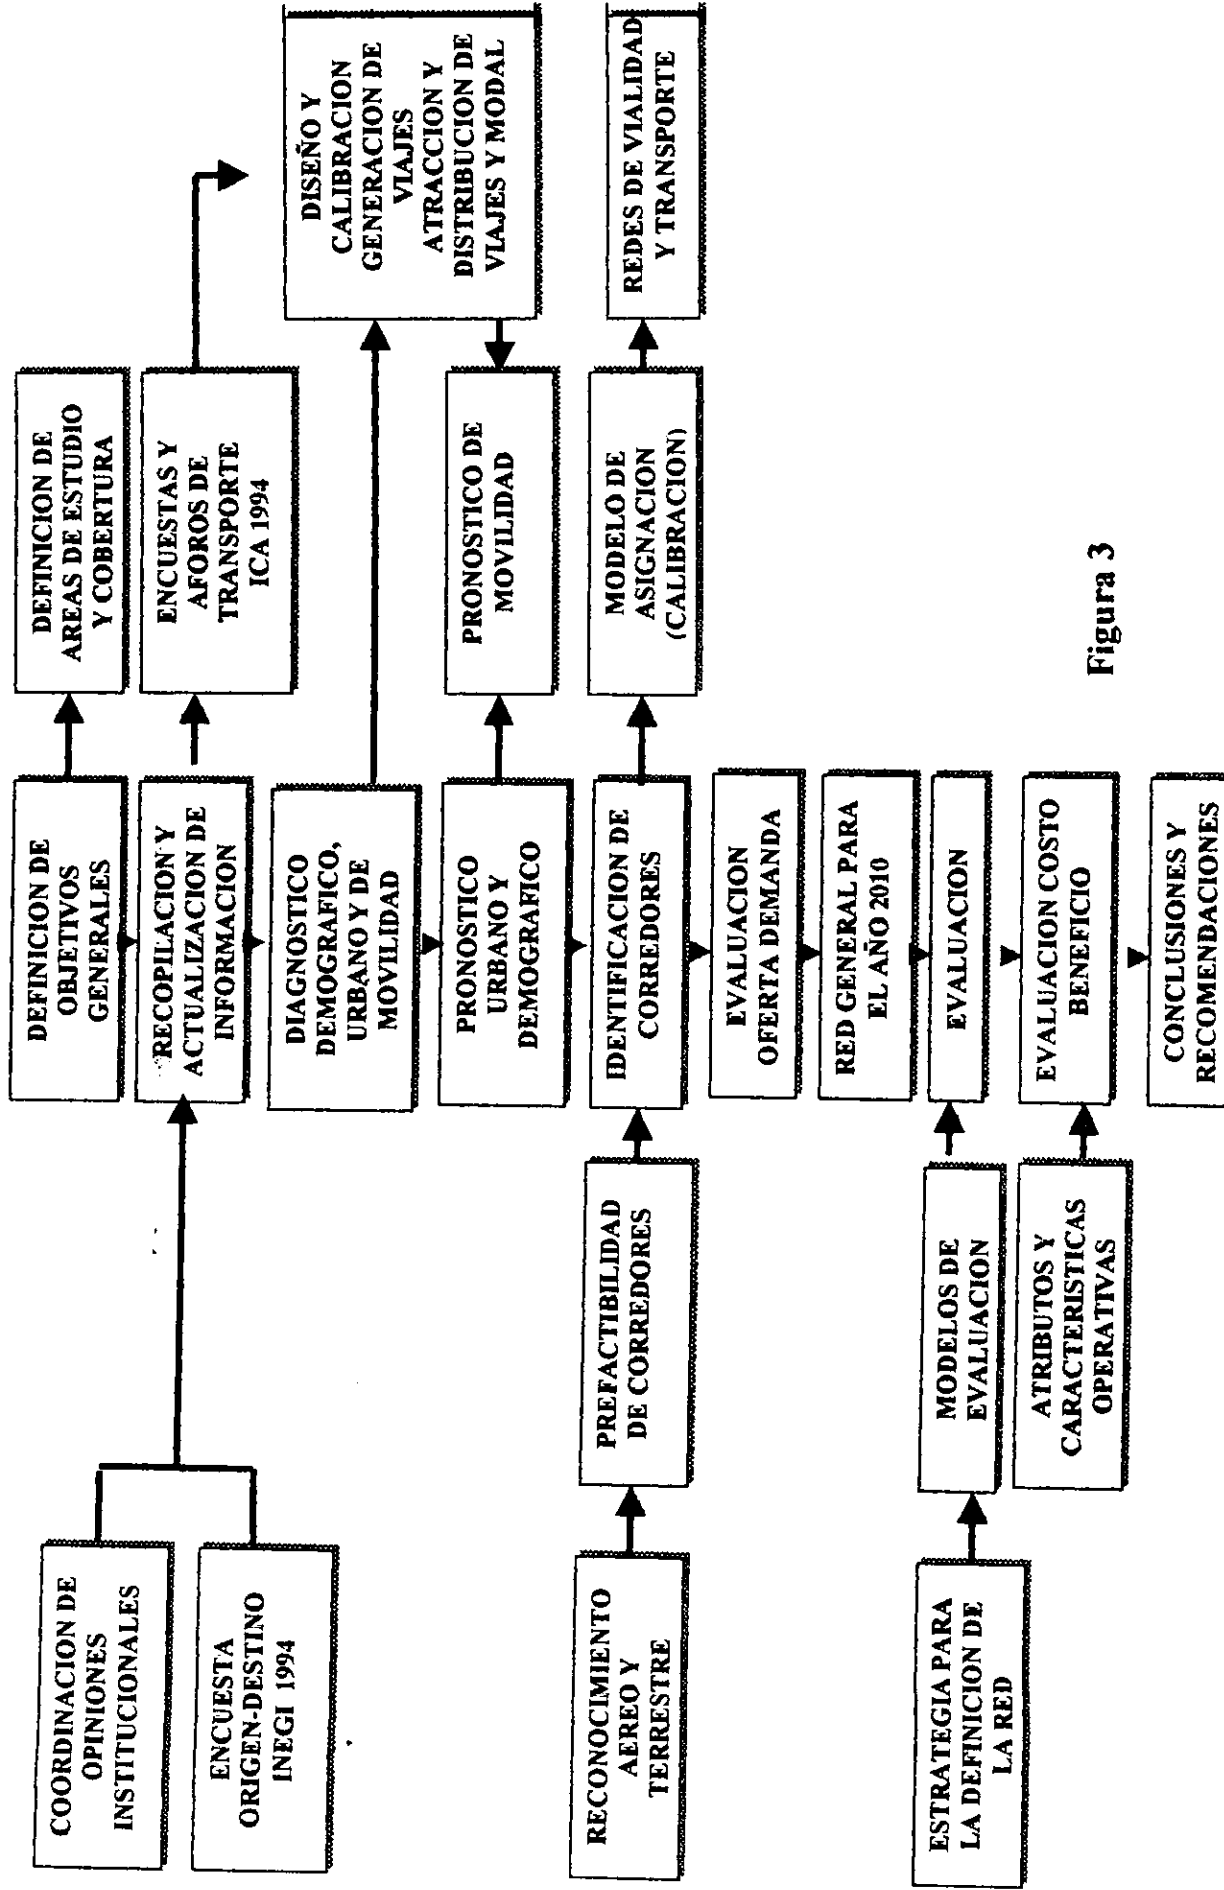 COORDINACION DE
OPINIONES
INSTITUCIONALES
ENCUESTA
ORIGEN-DESTINO
INEGI 1994
DEFINICION DE
OBJETIVOS
GENERALES
DEFINICION DE
AREAS DE ESTUDIO
Y COBERTURA
RECOPILACION Y
ACTUALIZACION DE
INFORMACION
ENCUESTAS Y
AFOROS DE
TRANSPORTE
ICA 1994
DIAGNOSTICO
DEMOGRAFICO,
URBANO Y DE
MOVILIDAD
DISEÑO Y
CALIBRACION
GENERACION DE
VIAJES
ATRACCION Y
DISTRIBUCION DE
VIAJES Y MODAL
PRONOSTICO
URBANO Y
DEMOGRAFICO
PRONOSTICO DE
MOVILIDAD
RECONOCIMIENTO
AEREO Y
TERRESTRE
PREFACTIBILIDAD
DE CORREDORES
IDENTIFICACION DE
CORREDORES
MODELO DE
ASIGNACION
(CALIBRACION)
REDES DE VIALIDAD
Y TRANSPORTE
EVALUACION
OFERTA DEMANDA
RED GENERAL PARA
EL AÑO 2010
ESTRATEGIA PARA
LA DEFINICION DE
LA RED
MODELOS DE
EVALUACION
EVALUACION
ATRIBUTOS Y
CARACTERISTICAS
OPERATIVAS
EVALUACION COSTO
BENEFICIO
CONCLUSIONES Y
RECOMENDACIONES
Figura 3